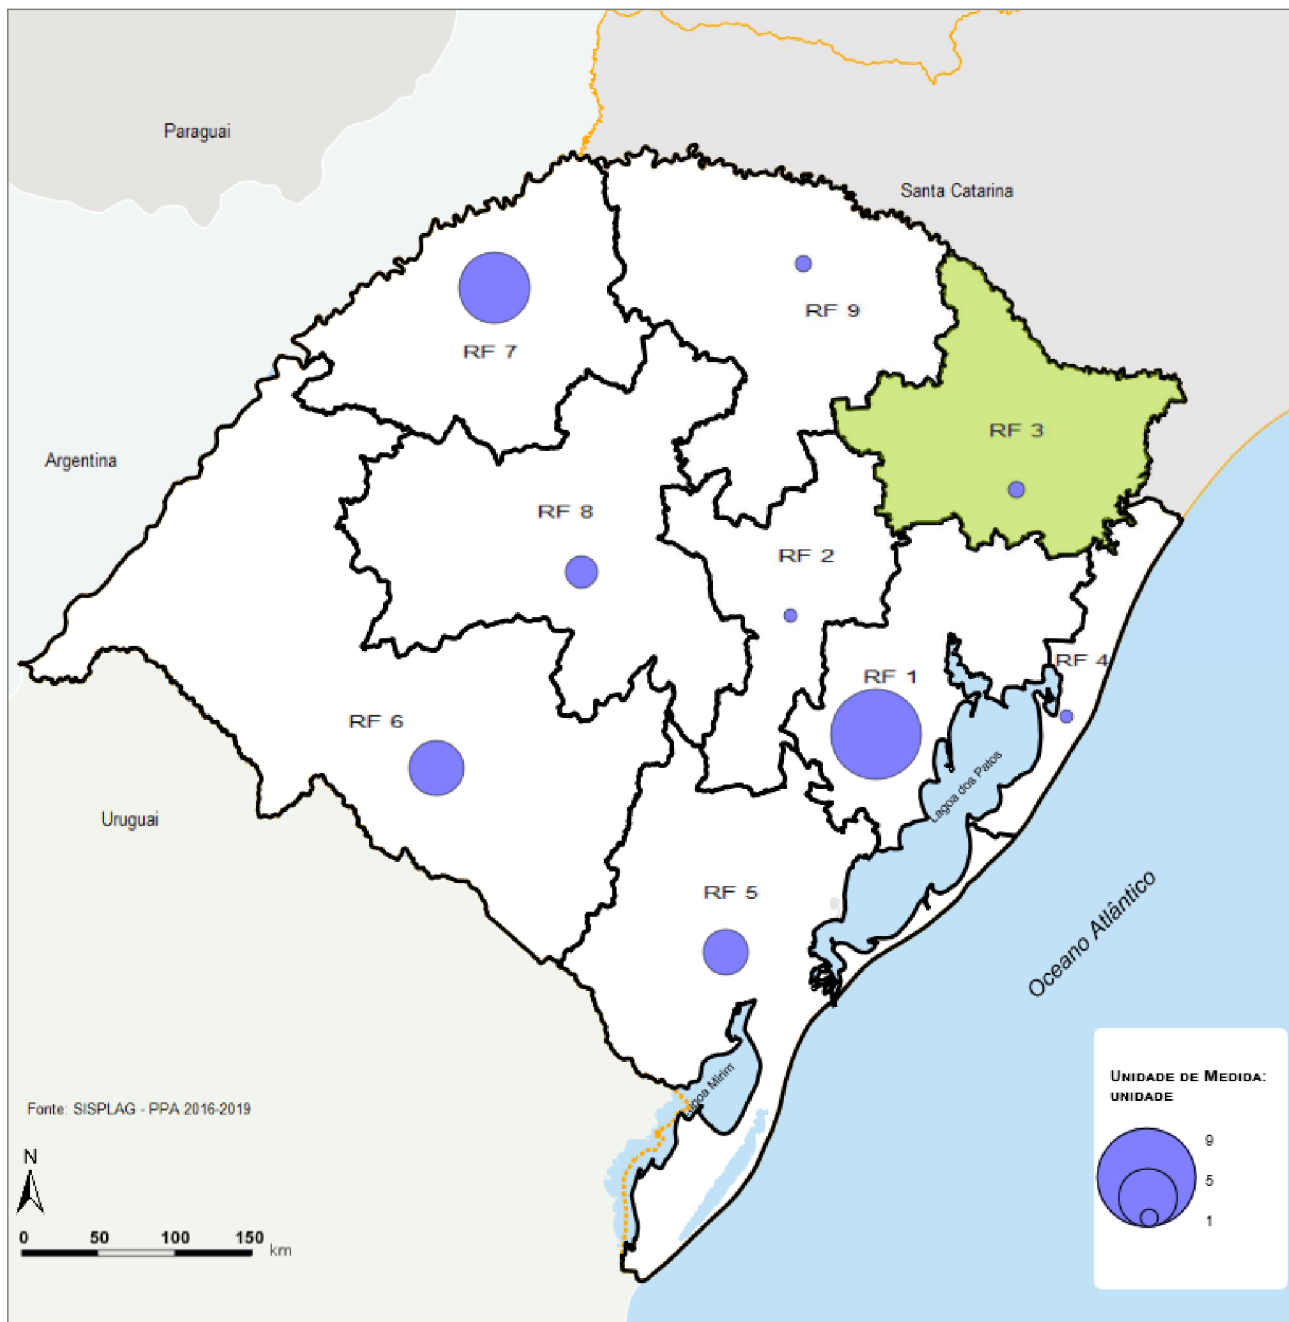 Paraguai
Santa Catarina
RF 9
RF 7
RF 3
Argentina
RF 8
RF 2
RF 4
RF 1
RF 6
Lagoa dos Patos
Uruguai
RF 5
Oceano Atlântico
Lagoa Mirim
UNIDADE DE MEDIDA:
UNIDADE
9
5
1
Fonte: SISPLAG - PPA 2016-2019
N
0 50 100 150
km